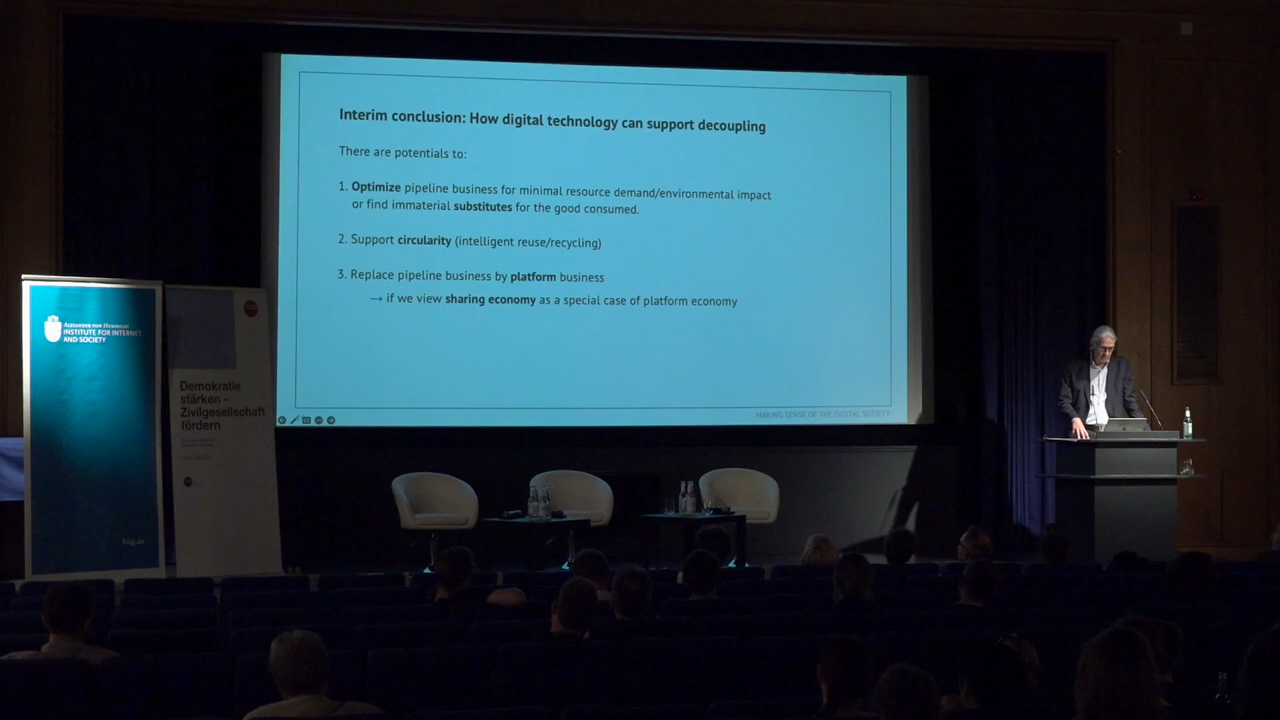 Interim conclusion: How digital technology can support decoupling
There are potentials to:
1. Optimize pipeline business for minimal resource demand/environmental impact
or find immaterial substitutes for the good consumed.
2. Support circularity (intelligent reuse/recycling)
3. Replace pipeline business by platform business
→ if we view sharing economy as a special case of platform economy
MAKING SENSE OF THE DIGITAL SOCIETY
ALEXANDER VON HUMBOLDT
INSTITUTE FOR INTERNET
AND SOCIETY
hiig.de
Demokratie
stärken –
Zivilgesellschaft
fördern